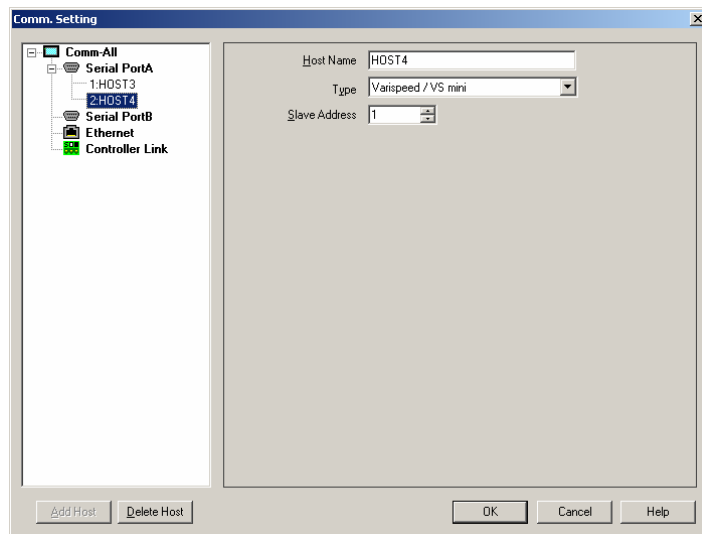 Comm. Setting
Comm-All
Serial PortA
1:HOST3
2:HOST4
Serial PortB
Ethernet
Controller Link
Host Name HOST4
Type Varispeed / VS mini
Slave Address 1
Add Host Delete Host OK Cancel Help